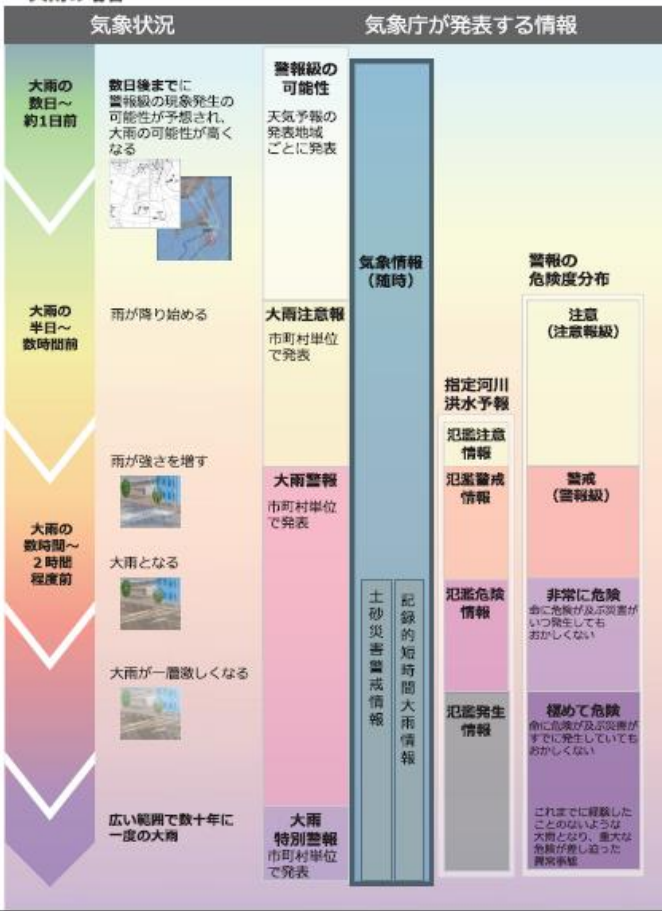 気象状況
気象庁が発表する情報
大雨の
数日～
約1日前
数日後までに
警報級の現象発生の
可能性が予想され、
大雨の可能性が高く
なる
警報級の
可能性
天気予報の
発表地域
ごとに発表
気象情報
（随時）
警報の
危険度分布
大雨の
半日～
数時間前
雨が降り始める
大雨注意報
市町村単位
で発表
注意
（注意報級）
指定河川
洪水予報
氾濫注意
情報
雨が強さを増す
大雨警報
市町村単位
で発表
氾濫警戒
情報
警戒
（警報級）
大雨の
数時間～
２時間
程度前
大雨となる
土砂災害警戒情報
記録的短時間大雨情報
氾濫危険
情報
非常に危険
命に危険が及ぶ災害が
いつ発生しても
おかしくない
大雨が一層激しくなる
氾濫発生
情報
極めて危険
命に危険が及ぶ災害が
すでに発生していても
おかしくない
広い範囲で数十年に
一度の大雨
大雨
特別警報
市町村単位
で発表
これまでに経験した
ことのないような
大雨となり、重大な
危険が差し迫った
異常事態